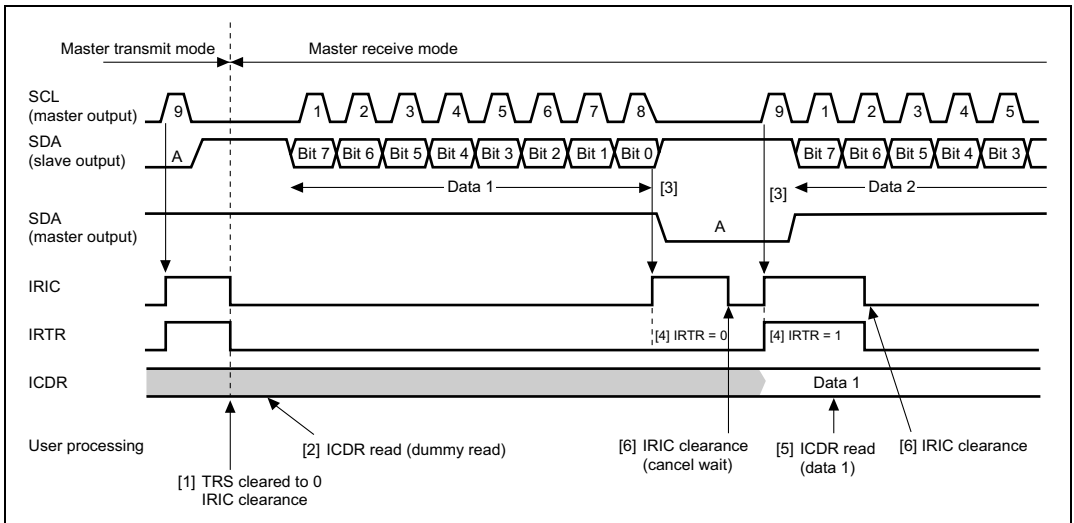 Master transmit mode
Master receive mode
SCL
(master output)
9 1 2 3 4 5 6 7 8 9 1 2 3 4 5
SDA
(slave output)
A Bit 7 Bit 6 Bit 5 Bit 4 Bit 3 Bit 2 Bit 1 Bit 0 Bit 7 Bit 6 Bit 5 Bit 4 Bit 3
Data 1 [3] [3] Data 2
SDA
(master output)
A
IRIC
IRTR
[4] IRTR = 0 [4] IRTR = 1
ICDR
Data 1
User processing
[2] ICDR read (dummy read)
[6] IRIC clearance
(cancel wait)
[5] ICDR read
(data 1)
[6] IRIC clearance
[1] TRS cleared to 0
IRIC clearance